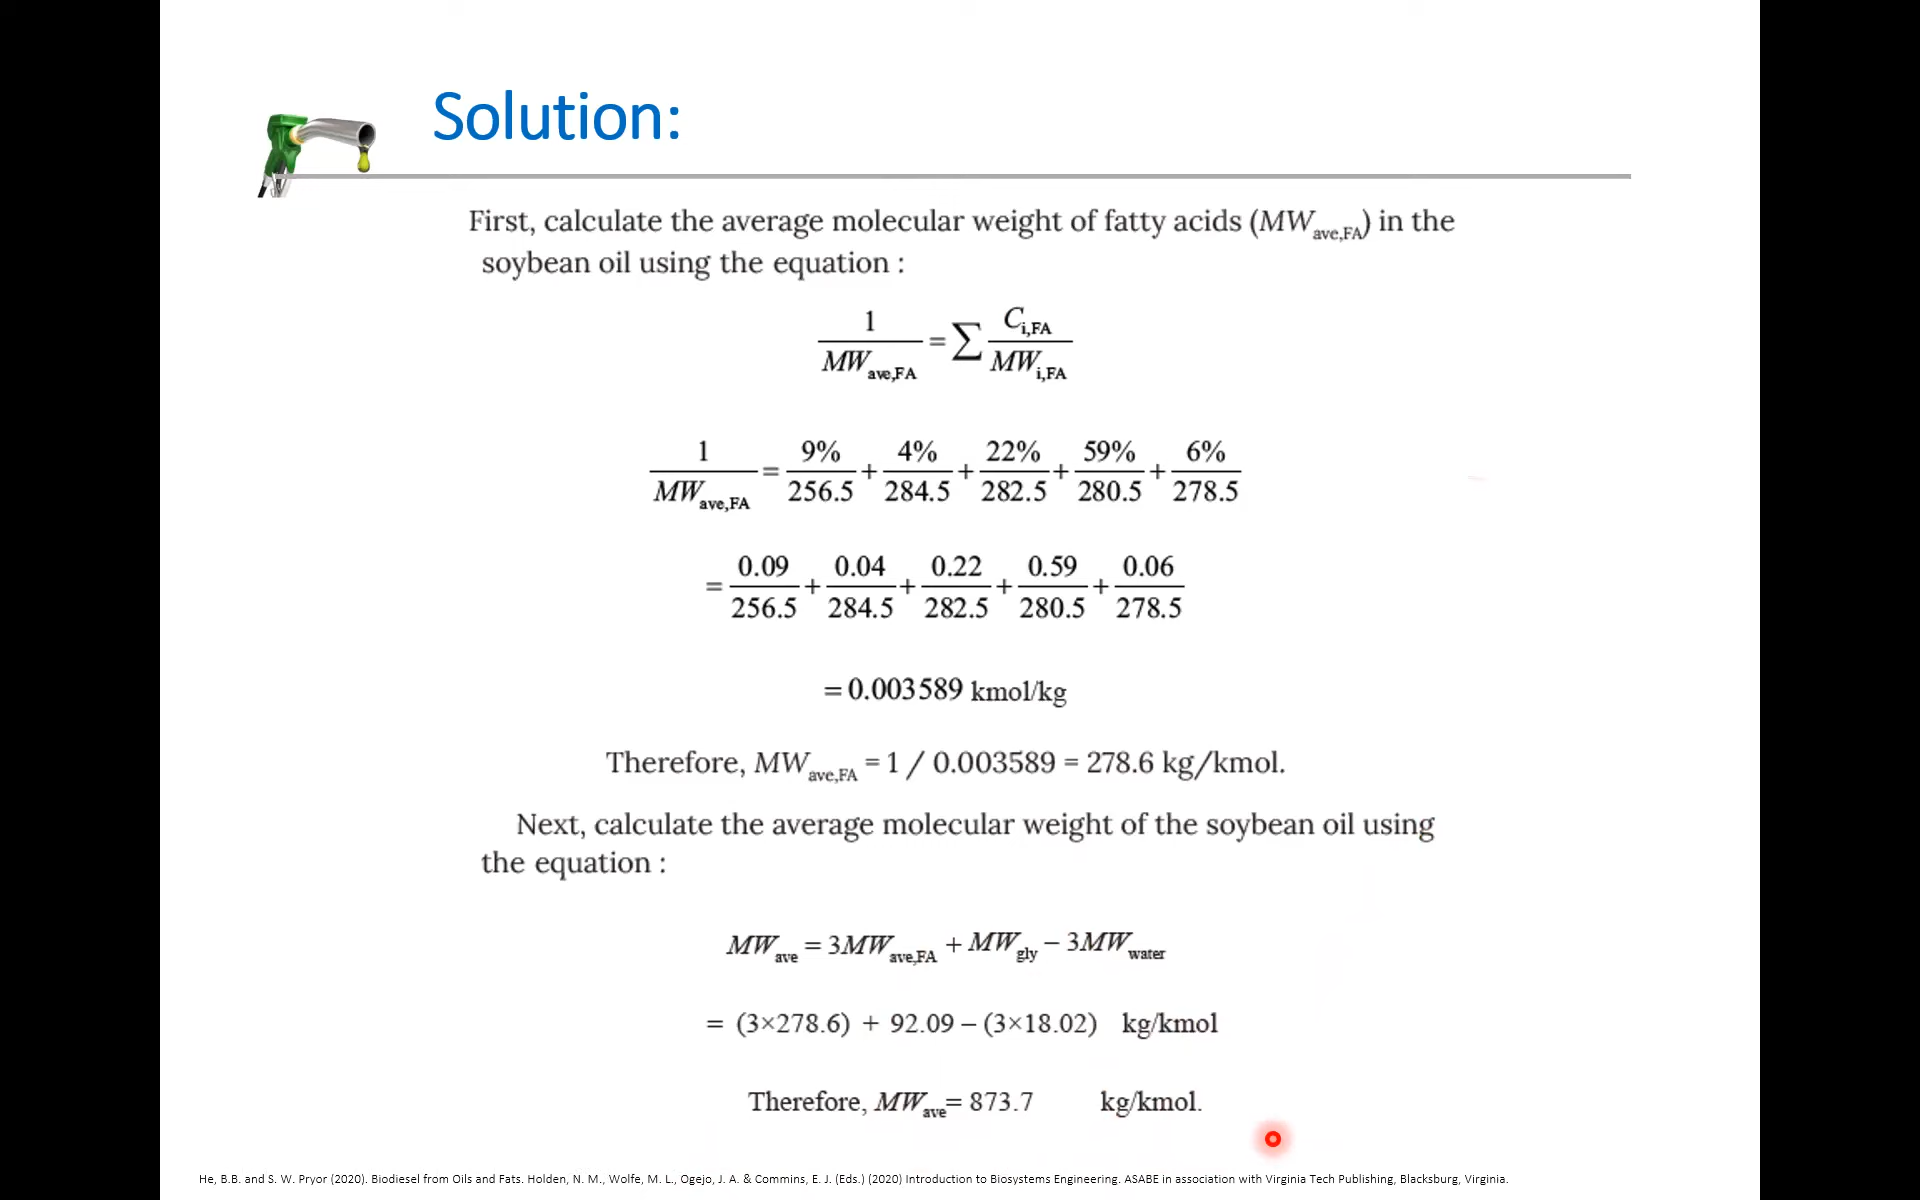 Solution:
First, calculate the average molecular weight of fatty acids (MW_ave,FA) in the
soybean oil using the equation :
1/MW_ave,FA = ∑ C_i,FA/MW_i,FA
1/MW_ave,FA = 9%/256.5 + 4%/284.5 + 22%/282.5 + 59%/280.5 + 6%/278.5
= 0.09/256.5 + 0.04/284.5 + 0.22/282.5 + 0.59/280.5 + 0.06/278.5
= 0.003589 kmol/kg
Therefore, MW_ave,FA = 1 / 0.003589 = 278.6 kg/kmol.
Next, calculate the average molecular weight of the soybean oil using
the equation :
MW_ave = 3MW_ave,FA + MW_gly – 3MW_water
= (3×278.6) + 92.09 – (3×18.02) kg/kmol
Therefore, MW_ave= 873.7 kg/kmol.
He, B.B. and S. W. Pryor (2020). Biodiesel from Oils and Fats. Holden, N. M., Wolfe, M. L., Ogejo, J. A. & Commins, E. J. (Eds.) (2020) Introduction to Biosystems Engineering. ASABE in association with Virginia Tech Publishing, Blacksburg, Virginia.